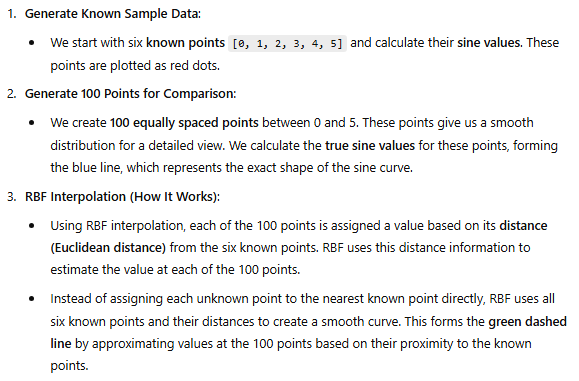 1. Generate Known Sample Data:
• We start with six known points [0, 1, 2, 3, 4, 5] and calculate their sine values. These
points are plotted as red dots.
2. Generate 100 Points for Comparison:
• We create 100 equally spaced points between 0 and 5. These points give us a smooth
distribution for a detailed view. We calculate the true sine values for these points, forming
the blue line, which represents the exact shape of the sine curve.
3. RBF Interpolation (How It Works):
• Using RBF interpolation, each of the 100 points is assigned a value based on its distance
(Euclidean distance) from the six known points. RBF uses this distance information to
estimate the value at each of the 100 points.
• Instead of assigning each unknown point to the nearest known point directly, RBF uses all
six known points and their distances to create a smooth curve. This forms the green dashed
line by approximating values at the 100 points based on their proximity to the known
points.